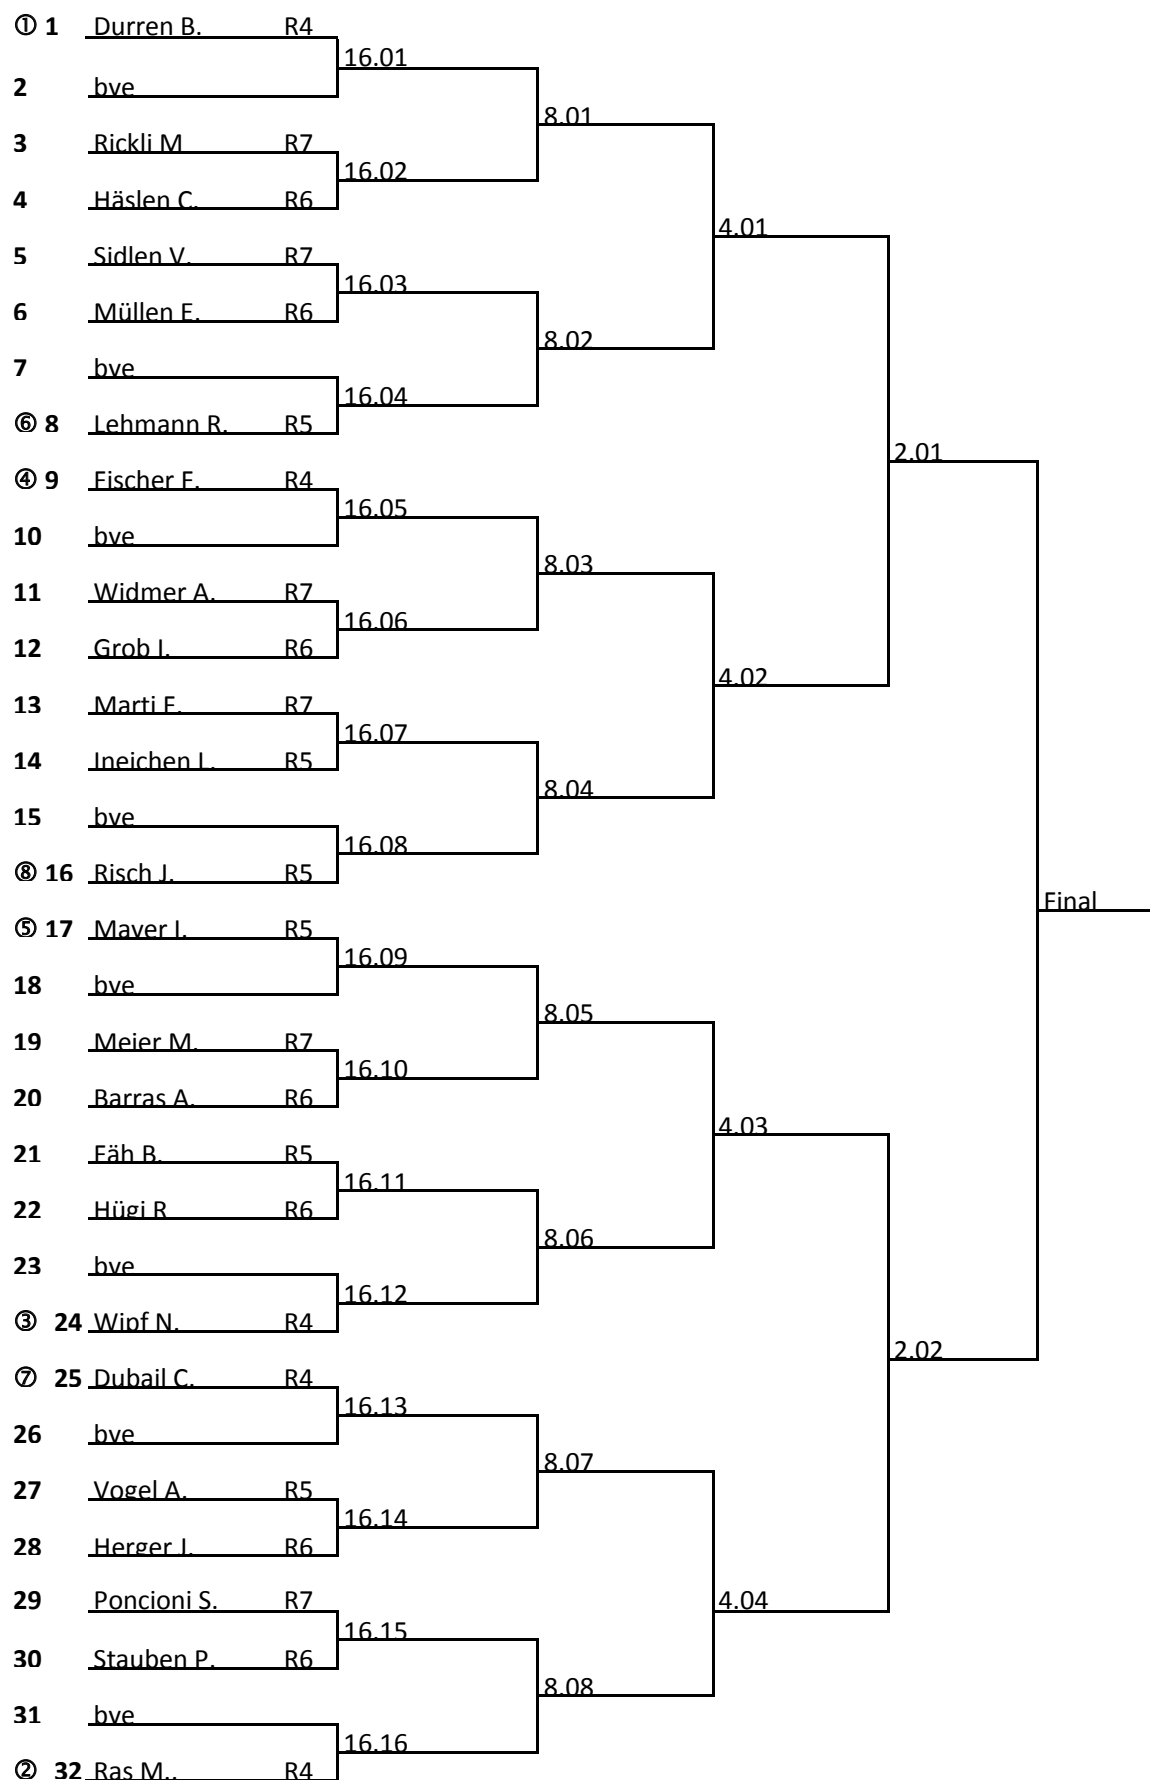 ① 1 Durren B. R4
16.01
2 bye
8.01
3 Rickli M R7
16.02
4 Häslen C. R6
4.01
5 Sidlen V. R7
16.03
6 Müllen E. R6
8.02
7 bye
16.04
⑥ 8 Lehmann R. R5
2.01
④ 9 Fischer F. R4
16.05
10 bye
8.03
11 Widmer A. R7
16.06
12 Grob I. R6
4.02
13 Marti F. R7
16.07
14 Ineichen L. R5
8.04
15 bye
16.08
⑧ 16 Risch J. R5
Final
⑤ 17 Mayer I. R5
16.09
18 bye
8.05
19 Meier M. R7
16.10
20 Barras A. R6
4.03
21 Fäh B. R5
16.11
22 Hügi R R6
8.06
23 bye
16.12
③ 24 Wipf N. R4
2.02
⑦ 25 Dubail C. R4
16.13
26 bye
8.07
27 Vogel A. R5
16.14
28 Herger J. R6
29 Poncioni S. R7
4.04
16.15
30 Stauben P. R6
8.08
31 bye
16.16
② 32 Ras M.. R4